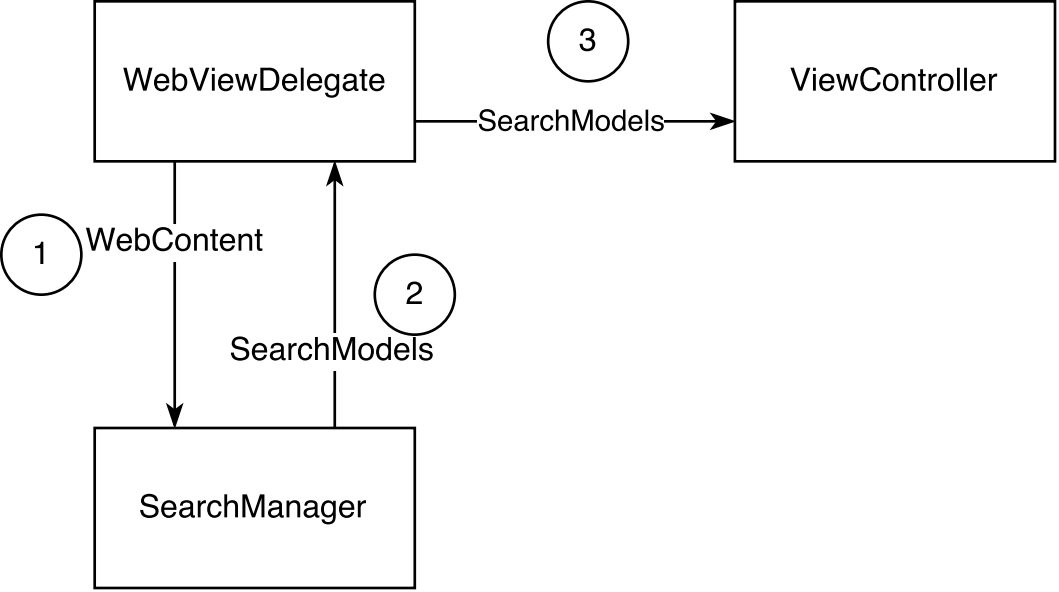 3
WebViewDelegate
ViewController
SearchModels
1
WebContent
2
SearchModels
SearchManager